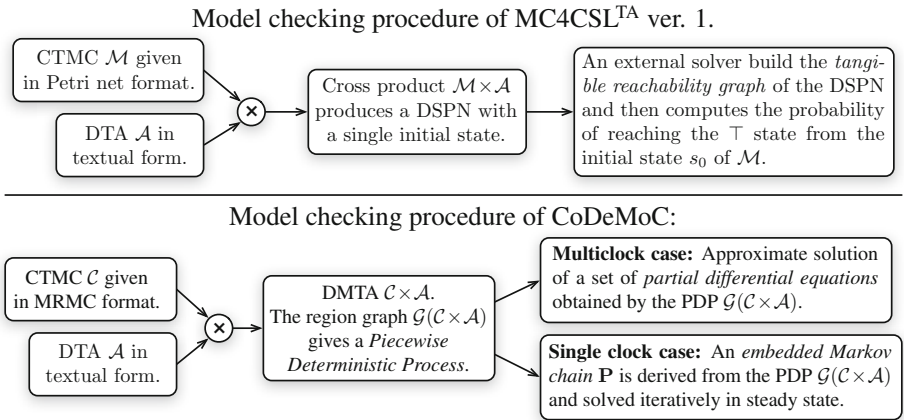 Model checking procedure of MC4CSL^TA ver. 1.
CTMC ℳ given
in Petri net format.
DTA 𝒜 in
textual form.
×
Cross product ℳ×𝒜
produces a DSPN with
a single initial state.
An external solver build the tangi-
ble reachability graph of the DSPN
and then computes the probability
of reaching the ⊤ state from the
initial state s₀ of ℳ.
Model checking procedure of CoDeMoC:
CTMC 𝒞 given
in MRMC format.
DTA 𝒜 in
textual form.
×
DMTA 𝒞×𝒜.
The region graph 𝒢(𝒞×𝒜)
gives a Piecewise
Deterministic Process.
Multiclock case: Approximate solution
of a set of partial differential equations
obtained by the PDP 𝒢(𝒞×𝒜).
Single clock case: An embedded Markov
chain P is derived from the PDP 𝒢(𝒞×𝒜)
and solved iteratively in steady state.